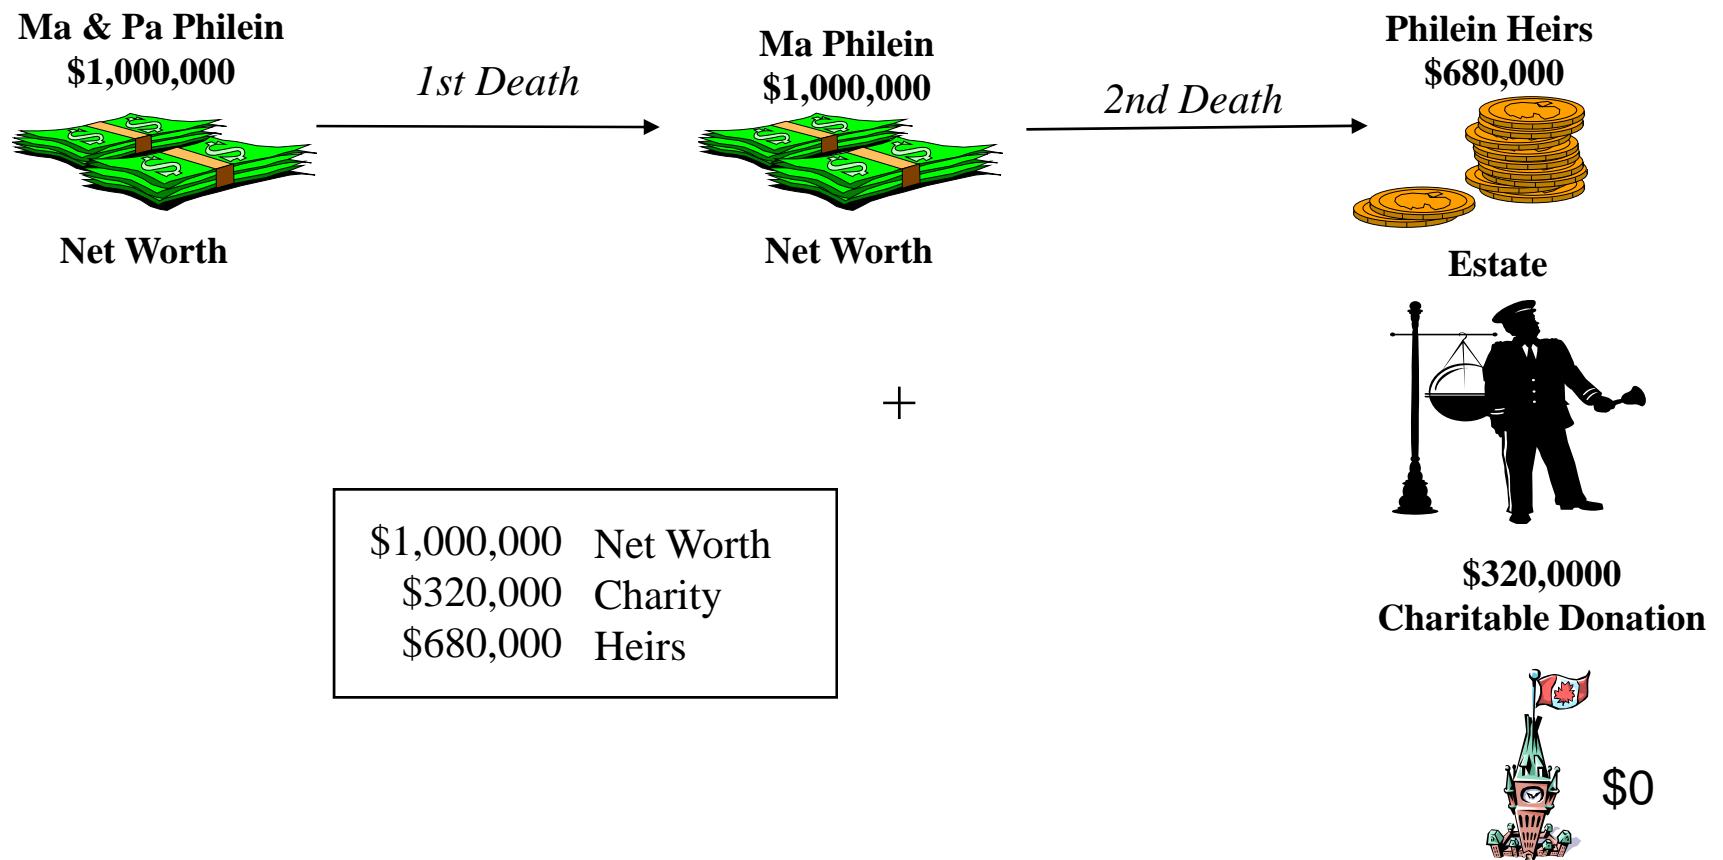 Ma & Pa Philein
$1,000,000
Net Worth
1st Death
Ma Philein
$1,000,000
Net Worth
2nd Death
Philein Heirs
$680,000
Estate
+
$1,000,000 Net Worth
$320,000 Charity
$680,000 Heirs
$320,0000
Charitable Donation
$0